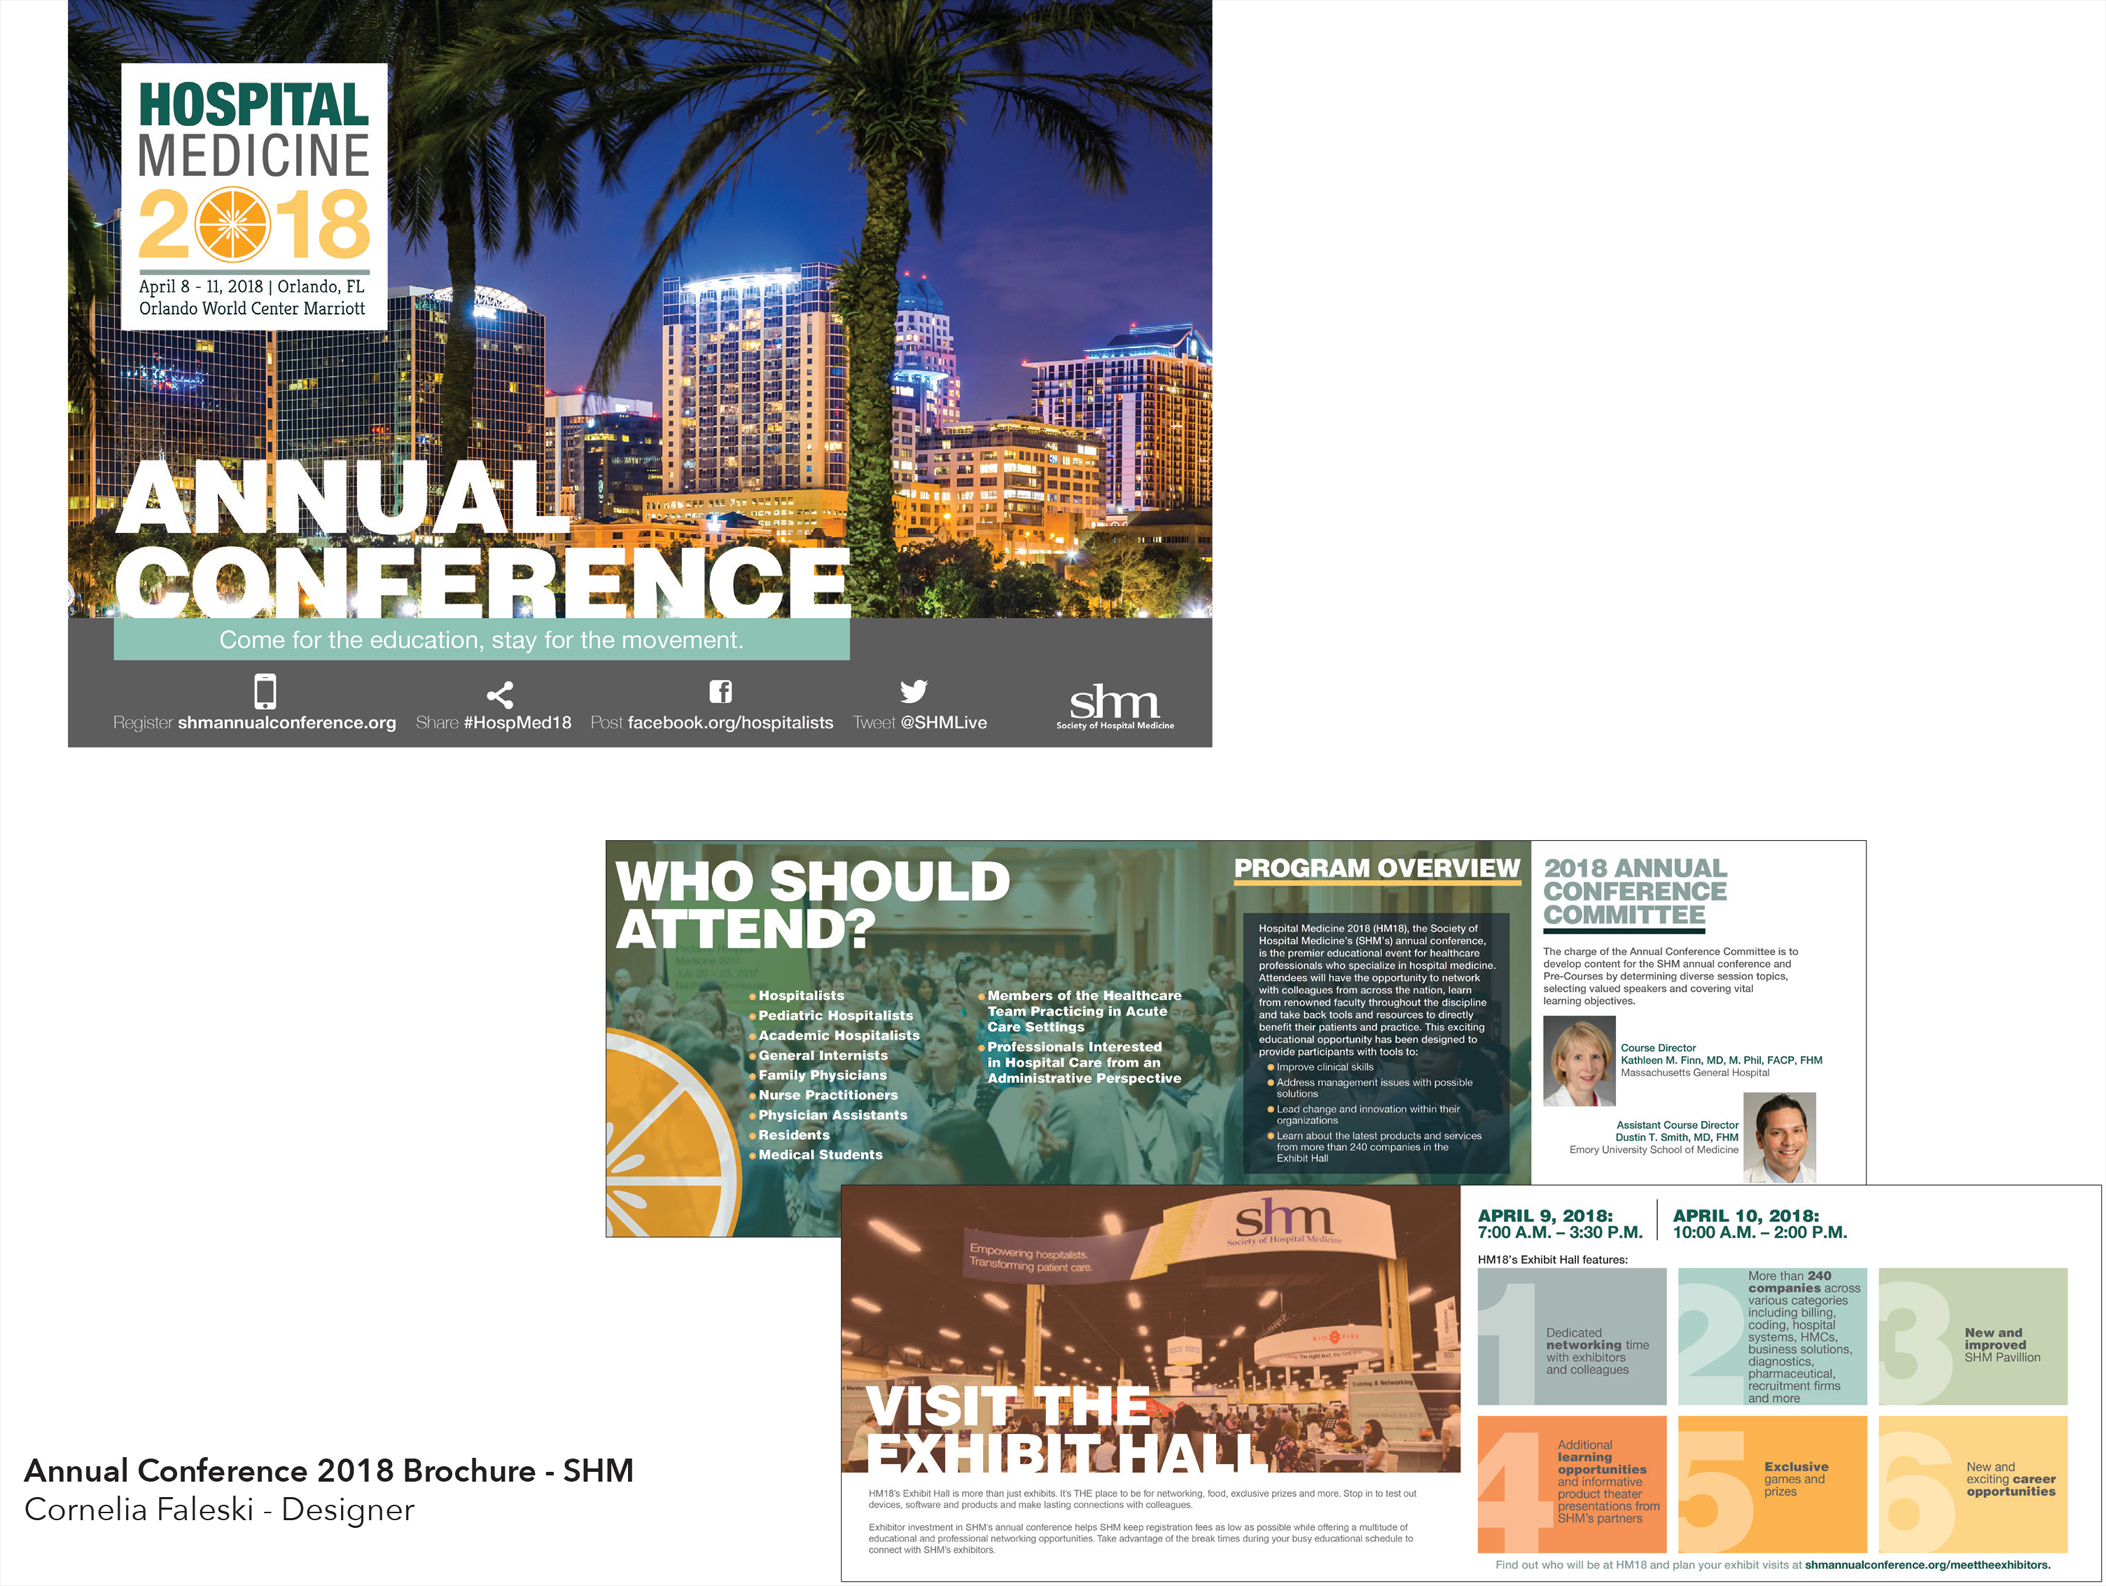 HOSPITAL
MEDICINE
2018
April 8 - 11, 2018 | Orlando, FL
Orlando World Center Marriott
ANNUAL
CONFERENCE
Come for the education, stay for the movement.
Register shmannualconference.org
Share #HospMed18
Post facebook.org/hospitalists
Tweet @SHMLive
shm
Society of Hospital Medicine
WHO SHOULD
ATTEND?
Medicine 2017
July 20 - 23, 2017
Hospitalists
Pediatric Hospitalists
Academic Hospitalists
General Internists
Family Physicians
Nurse Practitioners
Physician Assistants
Residents
Medical Students
Members of the Healthcare
Team Practicing in Acute
Care Settings
Professionals Interested
in Hospital Care from an
Administrative Perspective
PROGRAM OVERVIEW
Hospital Medicine 2018 (HM18), the Society of
Hospital Medicine's (SHM's) annual conference,
is the premier educational event for healthcare
professionals who specialize in hospital medicine.
Attendees will have the opportunity to network
with colleagues from across the nation, learn
from renowned faculty throughout the discipline
and take back tools and resources to directly
benefit their patients and practice. This exciting
educational opportunity has been designed to
provide participants with tools to:
Improve clinical skills
Address management issues with possible
solutions
Lead change and innovation within their
organizations
Learn about the latest products and services
from more than 240 companies in the
Exhibit Hall
2018 ANNUAL
CONFERENCE
COMMITTEE
The charge of the Annual Conference Committee is to
develop content for the SHM annual conference and
Pre-Courses by determining diverse session topics,
selecting valued speakers and covering vital
learning objectives.
Course Director
Kathleen M. Finn, MD, M. Phil, FACP, FHM
Massachusetts General Hospital
Assistant Course Director
Dustin T. Smith, MD, FHM
Emory University School of Medicine
shm
Society of Hospital Medicine
Empowering hospitalists.
Transforming patient care.
BIO FIRE
Training & Networking
VISIT THE
EXHIBIT HALL
HM18's Exhibit Hall is more than just exhibits. It's THE place to be for networking, food, exclusive prizes and more. Stop in to test out
devices, software and products and make lasting connections with colleagues.
Exhibitor investment in SHM's annual conference helps SHM keep registration fees as low as possible while offering a multitude of
educational and professional networking opportunities. Take advantage of the break times during your busy educational schedule to
connect with SHM's exhibitors.
APRIL 9, 2018:
7:00 A.M. – 3:30 P.M.
APRIL 10, 2018:
10:00 A.M. – 2:00 P.M.
HM18's Exhibit Hall features:
1
Dedicated
networking time
with exhibitors
and colleagues
2
More than 240
companies across
various categories
including billing,
coding, hospital
systems, HMCs,
business solutions,
diagnostics,
pharmaceutical,
recruitment firms
and more
3
New and
improved
SHM Pavillion
4
Additional
learning
opportunities
and informative
product theater
presentations from
SHM's partners
5
Exclusive
games and
prizes
6
New and
exciting career
opportunities
Find out who will be at HM18 and plan your exhibit visits at shmannualconference.org/meettheexhibitors.
Annual Conference 2018 Brochure - SHM
Cornelia Faleski - Designer